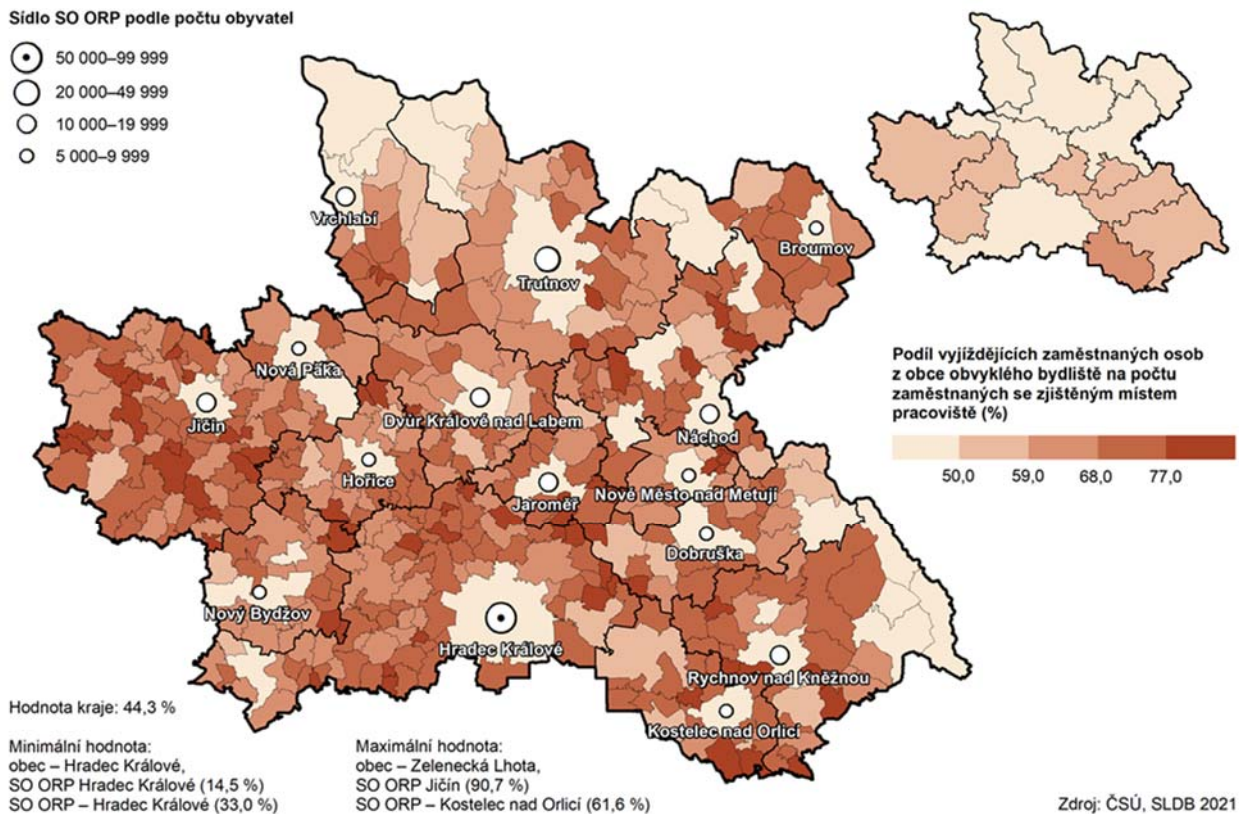 Sídlo SO ORP podle počtu obyvatel
50 000–99 999
20 000–49 999
10 000–19 999
5 000–9 999
Vrchlabí
Trutnov
Broumov
Nová Paka
Jičín
Dvůr Králové nad Labem
Náchod
Hořice
Jaroměř
Nové Město nad Metují
Dobruška
Nový Bydžov
Hradec Králové
Rychnov nad Kněžnou
Kostelec nad Orlicí
Podíl vyjíždějících zaměstnaných osob
z obce obvyklého bydliště na počtu
zaměstnaných se zjištěným místem
pracoviště (%)
50,0 59,0 68,0 77,0
Hodnota kraje: 44,3 %
Minimální hodnota:
obec – Hradec Králové,
SO ORP Hradec Králové (14,5 %)
SO ORP – Hradec Králové (33,0 %)
Maximální hodnota:
obec – Zelenecká Lhota,
SO ORP Jičín (90,7 %)
SO ORP – Kostelec nad Orlicí (61,6 %)
Zdroj: ČSÚ, SLDB 2021